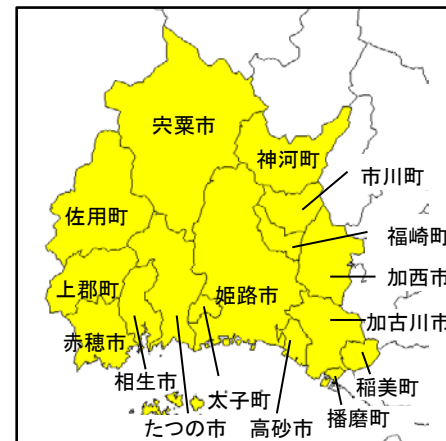 宍粟市
神河町
市川町
佐用町
福崎町
加西市
上郡町
姫路市
加古川市
赤穂市
稲美町
相生市
太子町
播磨町
たつの市
高砂市